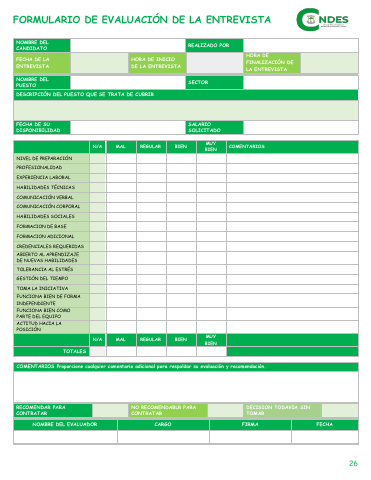 FORMULARIO DE EVALUACIÓN DE LA ENTREVISTA
CNDES
NOMBRE DEL CANDIDATO
REALIZADO POR
FECHA DE LA ENTREVISTA
HORA DE INICIO DE LA ENTREVISTA
HORA DE FINALIZACIÓN DE LA ENTREVISTA
NOMBRE DEL PUESTO
SECTOR
DESCRIPCIÓN DEL PUESTO QUE SE TRATA DE CUBRIR
FECHA DE SU DISPONIBILIDAD
SALARIO SOLICITADO
N/A MAL REGULAR BIEN MUY BIEN COMENTARIOS
NIVEL DE PREPARACIÓN
PROFESIONALIDAD
EXPERIENCIA LABORAL
HABILIDADES TÉCNICAS
COMUNICACIÓN VERBAL
COMUNICACIÓN CORPORAL
HABILIDADES SOCIALES
FORMACION DE BASE
FORMACION ADICIONAL
CREDENCIALES REQUERIDAS
ABIERTO AL APRENDIZAJE
DE NUEVAS HABILIDADES
TOLERANCIA AL ESTRÉS
GESTIÓN DEL TIEMPO
TOMA LA INICIATIVA
FUNCIONA BIEN DE FORMA
INDEPENDIENTE
FUNCIONA BIEN COMO
PARTE DEL EQUIPO
ACTITUD HACIA LA
POSICIÓN
N/A MAL REGULAR BIEN MUY BIEN
TOTALES
COMENTARIOS Proporcione cualquier comentario adicional para respaldar su evaluación y recomendación
RECOMENDAR PARA CONTRATAR
NO RECOMENDABLE PARA CONTRATAR
DECISION TODAVÍA SIN TOMAR
NOMBRE DEL EVALUADOR CARGO FIRMA FECHA
26